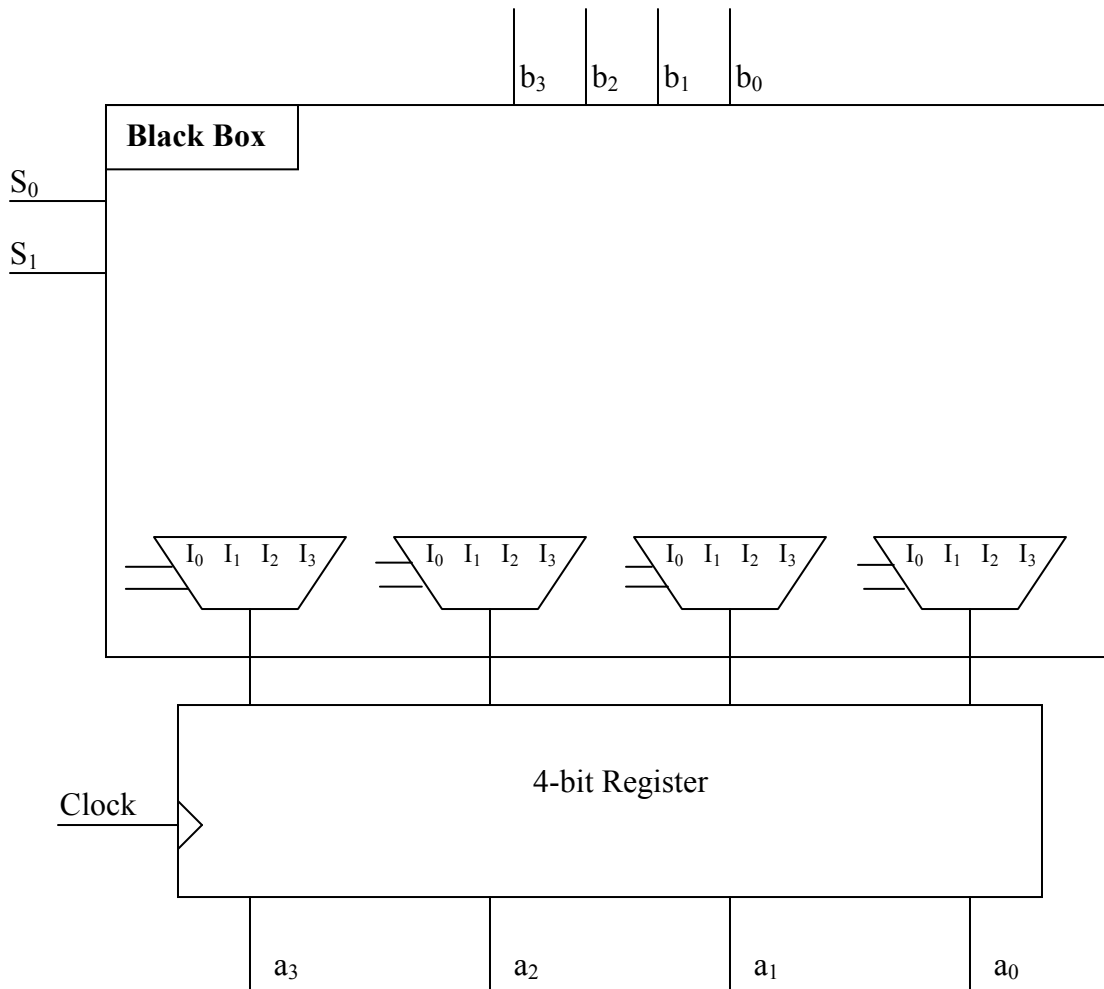 b₃ b₂ b₁ b₀
Black Box
S₀
S₁
I₀ I₁ I₂ I₃ I₀ I₁ I₂ I₃ I₀ I₁ I₂ I₃ I₀ I₁ I₂ I₃
4-bit Register
Clock
a₃ a₂ a₁ a₀